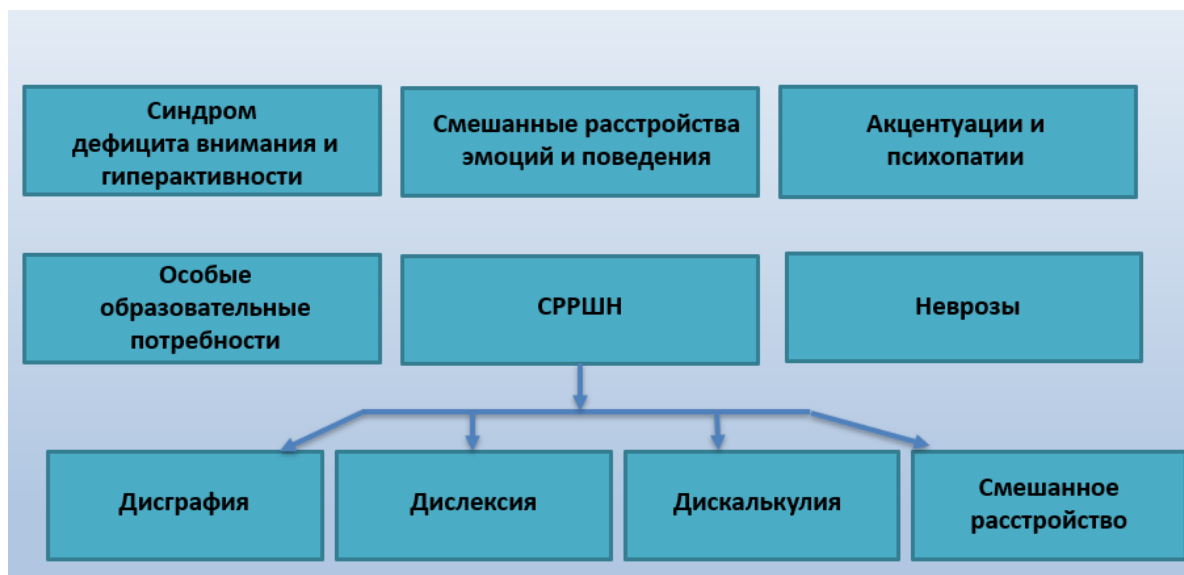 Синдром
дефицита внимания и
гиперактивности
Смешанные расстройства
эмоций и поведения
Акцентуации и
психопатии
Особые
образовательные
потребности
СРРШН
Неврозы
Дисграфия
Дислексия
Дискалькулия
Смешанное
расстройство